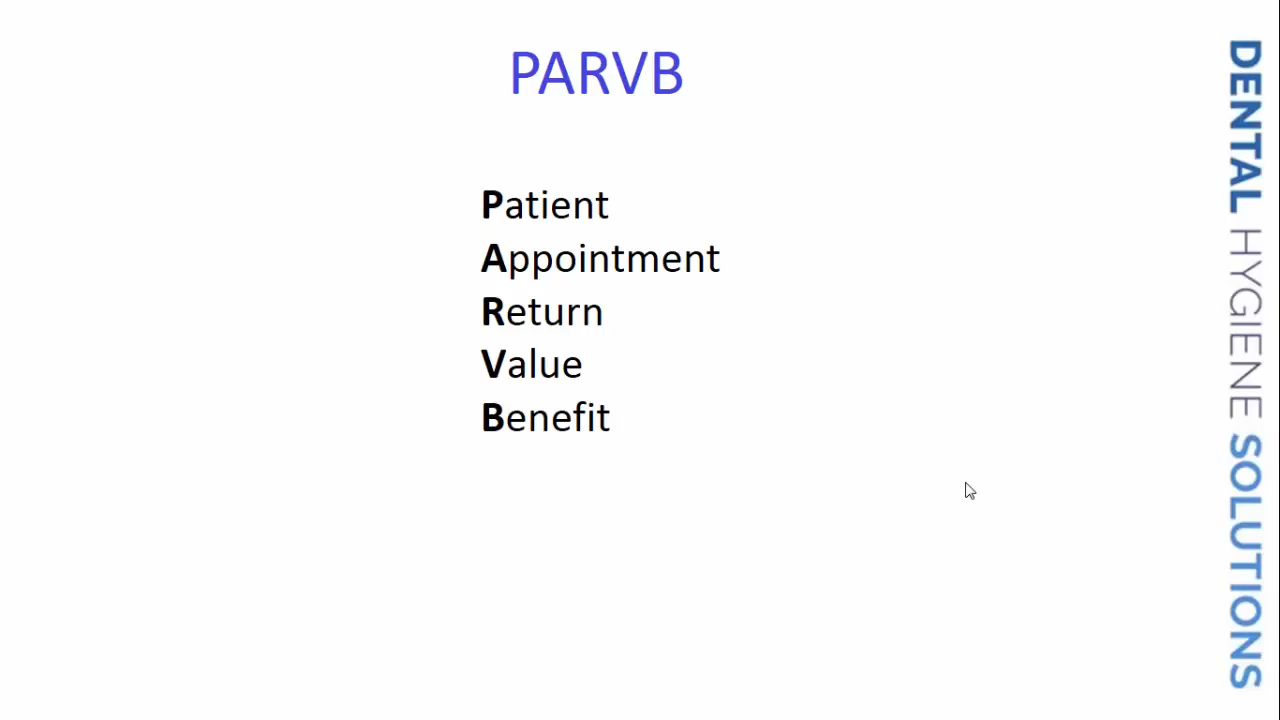 PARVB
Patient
Appointment
Return
Value
Benefit
DENTAL HYGIENE SOLUTIONS